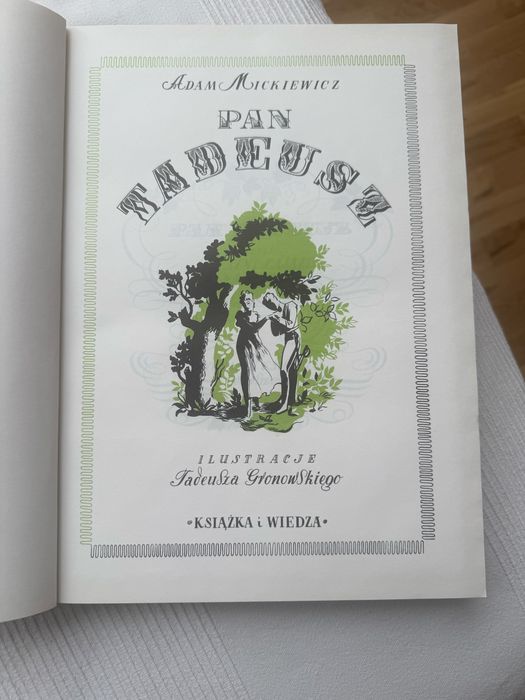 ADAM MICKIEWICZ
PAN
TADEUSZ
ILUSTRACJE
Tadeusza Gronowskiego
• KSIĄŻKA i WIEDZA •